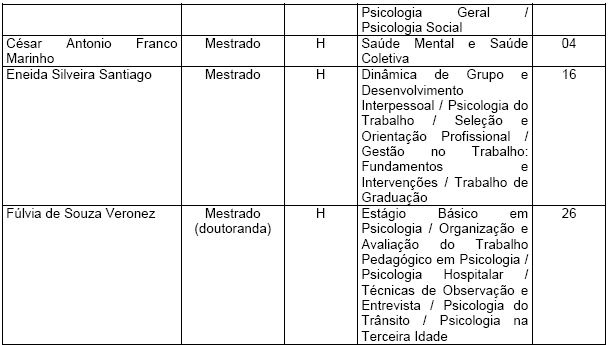 Psicologia Geral /
Psicologia Social
César Antonio Franco Marinho Mestrado H Saúde Mental e Saúde Coletiva 04
Eneida Silveira Santiago Mestrado H Dinâmica de Grupo e
Desenvolvimento
Interpessoal / Psicologia do
Trabalho / Seleção e
Orientação Profissional /
Gestão no Trabalho:
Fundamentos e
Intervenções / Trabalho de
Graduação
16
Fúlvia de Souza Veronez Mestrado
(doutoranda)
H
Estágio Básico em
Psicologia / Organização e
Avaliação do Trabalho
Pedagógico em Psicologia /
Psicologia Hospitalar /
Técnicas de Observação e
Entrevista / Psicologia do
Trânsito / Psicologia na
Terceira Idade
26